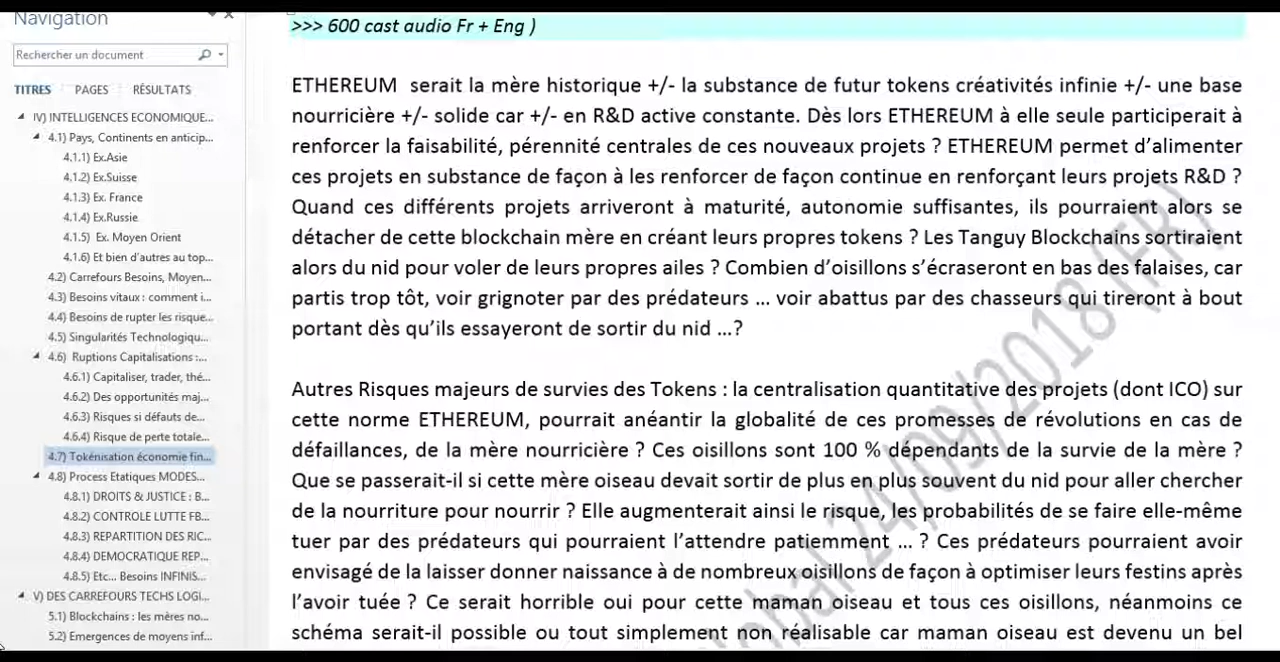 Navigation
Rechercher un document
TITRES PAGES RÉSULTATS
IV) INTELLIGENCES ECONOMIQUE...
4.1) Pays, Continents en anticip...
4.1.1) Ex.Asie
4.1.2) Ex.Suisse
4.1.3) Ex. France
4.1.4) Ex.Russie
4.1.5) Ex. Moyen Orient
4.1.6) Et bien d'autres au top...
4.2) Carrefours Besoins, Moyen...
4.3) Besoins vitaux : comment i...
4.4) Besoins de rupter les risque...
4.5) Singularités Technologiqu...
4.6) Ruptions Capitalisations :...
4.6.1) Capitaliser, trader, thé...
4.6.2) Des opportunités maj...
4.6.3) Risques si défauts de...
4.6.4) Risque de perte totale...
4.7) Tokénisation économie fin...
4.8) Process Etatiques MODES...
4.8.1) DROITS & JUSTICE : B...
4.8.2) CONTROLE LUTTE FB...
4.8.3) REPARTITION DES RIC...
4.8.4) DEMOCRATIQUE REP...
4.8.5) Etc... Besoins INFINIS...
V) DES CARREFOURS TECHS LOGI...
5.1) Blockchains : les mères no...
5.2) Emergences de moyens inf...
>>> 600 cast audio Fr + Eng )
ETHEREUM serait la mère historique +/- la substance de futur tokens créativités infinie +/- une base
nourricière +/- solide car +/- en R&D active constante. Dès lors ETHEREUM à elle seule participerait à
renforcer la faisabilité, pérennité centrales de ces nouveaux projets ? ETHEREUM permet d'alimenter
ces projets en substance de façon à les renforcer de façon continue en renforçant leurs projets R&D ?
Quand ces différents projets arriveront à maturité, autonomie suffisantes, ils pourraient alors se
détacher de cette blockchain mère en créant leurs propres tokens ? Les Tanguy Blockchains sortiraient
alors du nid pour voler de leurs propres ailes ? Combien d'oisillons s'écraseront en bas des falaises, car
partis trop tôt, voir grignoter par des prédateurs ... voir abattus par des chasseurs qui tireront à bout
portant dès qu'ils essayeront de sortir du nid ...?
Autres Risques majeurs de survies des Tokens : la centralisation quantitative des projets (dont ICO) sur
cette norme ETHEREUM, pourrait anéantir la globalité de ces promesses de révolutions en cas de
défaillances, de la mère nourricière ? Ces oisillons sont 100 % dépendants de la survie de la mère ?
Que se passerait-il si cette mère oiseau devait sortir de plus en plus souvent du nid pour aller chercher
de la nourriture pour nourrir ? Elle augmenterait ainsi le risque, les probabilités de se faire elle-même
tuer par des prédateurs qui pourraient l'attendre patiemment ... ? Ces prédateurs pourraient avoir
envisagé de la laisser donner naissance à de nombreux oisillons de façon à optimiser leurs festins après
l'avoir tuée ? Ce serait horrible oui pour cette maman oiseau et tous ces oisillons, néanmoins ce
schéma serait-il possible ou tout simplement non réalisable car maman oiseau est devenu un bel
obal 24/09/2018 (FR)